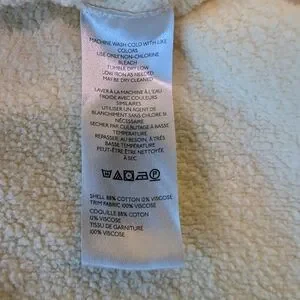 MACHINE WASH COLD WITH LIKE
COLORS
USE ONLY NON-CHLORINE
BLEACH
TUMBLE DRY LOW
LOW IRON AS NEEDED
MAY BE DRY CLEANED
LAVER À LA MACHINE À L'EAU
FROIDE AVEC COULEURS
SIMILAIRES
UTILISER UN AGENT DE
BLANCHIMENT SANS CHLORE SI
NÉCESSAIRE
SÉCHER PAR CULBUTAGE À BASSE
TEMPÉRATURE
REPASSER, AU BESOIN, À TRÈS
BASSE TEMPÉRATURE
PEUT-ÊTRE ÊTRE NETTOYÉE
À SEC
SHELL 88% COTTON 12% VISCOSE
TRIM FABRIC 100% VISCOSE
COQUILLE 88% COTON
12% VISCOSE
TISSU DE GARNITURE
100% VISCOSE